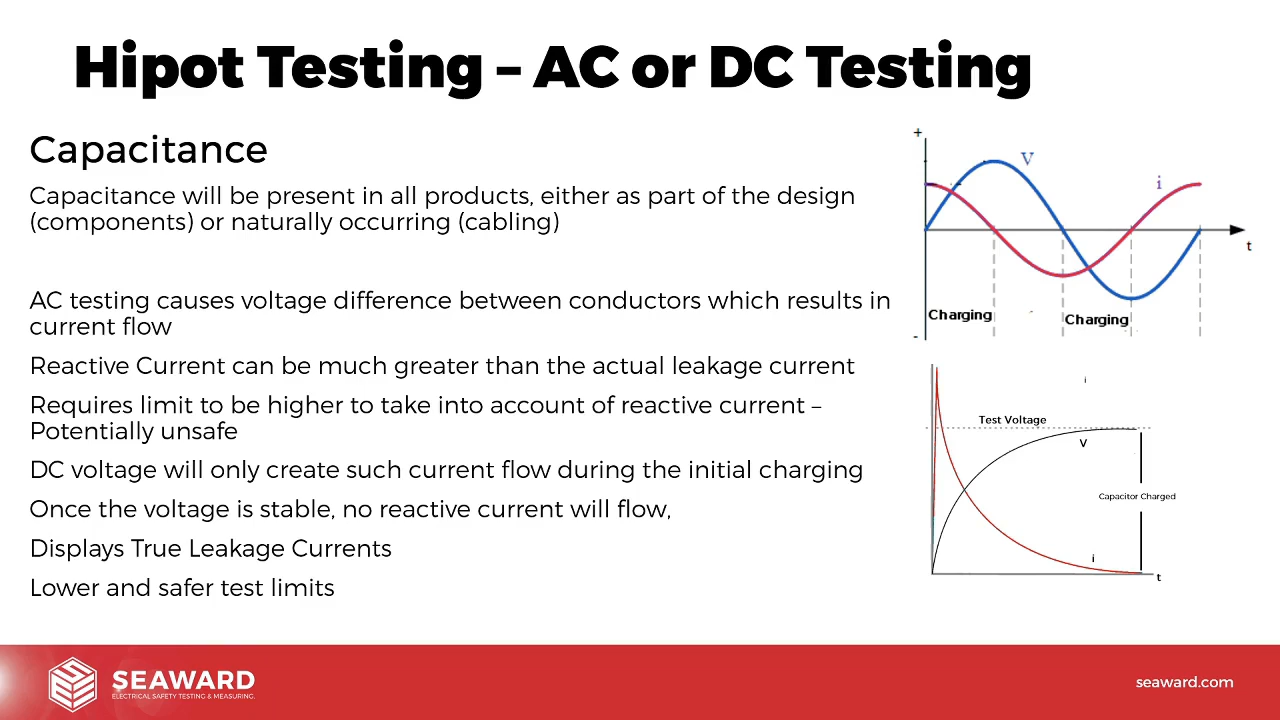 Hipot Testing – AC or DC Testing
Capacitance
Capacitance will be present in all products, either as part of the design
(components) or naturally occurring (cabling)
AC testing causes voltage difference between conductors which results in
current flow
Reactive Current can be much greater than the actual leakage current
Requires limit to be higher to take into account of reactive current –
Potentially unsafe
DC voltage will only create such current flow during the initial charging
Once the voltage is stable, no reactive current will flow,
Displays True Leakage Currents
Lower and safer test limits
+
V
i
t
Charging
Charging
-
i
Test Voltage
V
Capacitor Charged
i
t
SEAWARD
ELECTRICAL SAFETY TESTING & MEASURING.
seaward.com